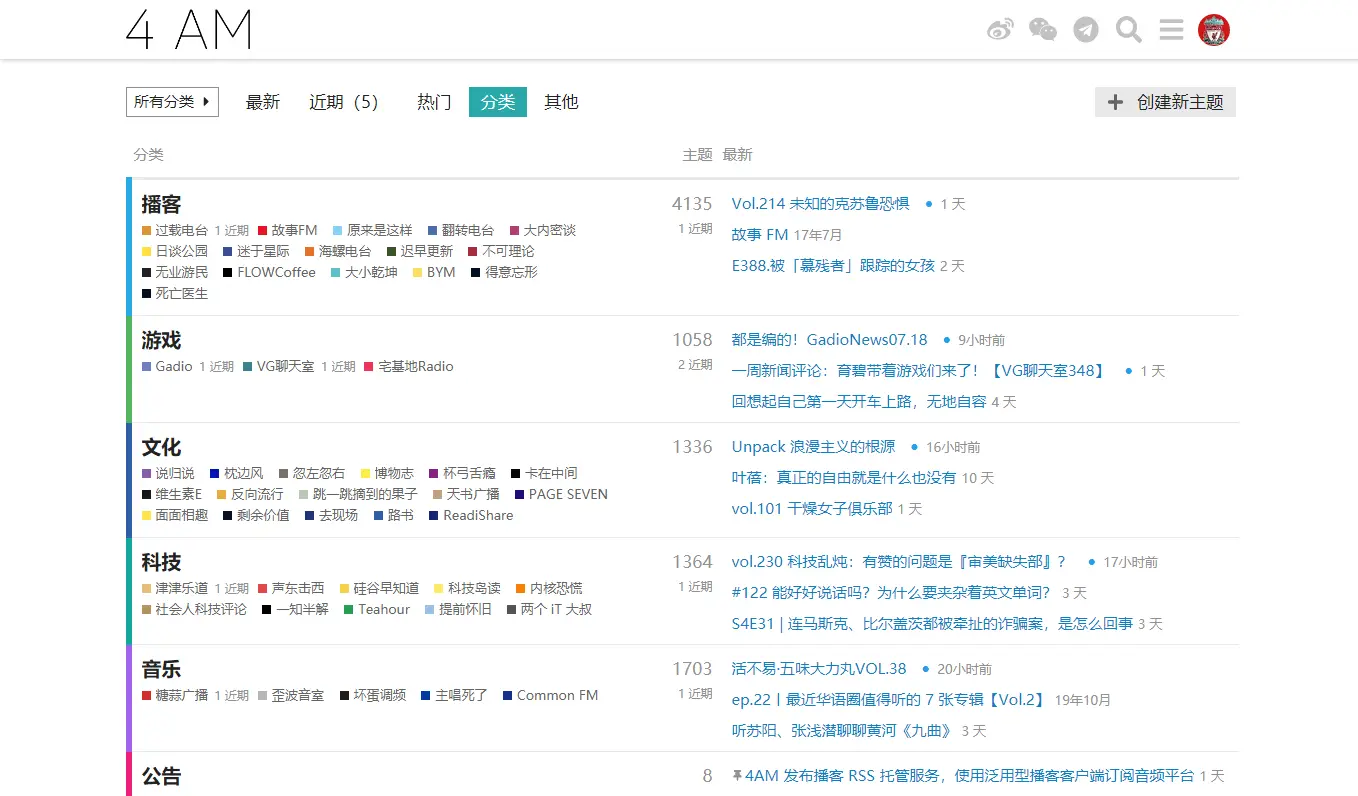 4 AM
所有分类 最新 近期（5） 热门 分类 其他 创建新主题
分类 主题 最新
播客 4135 Vol.214 未知的克苏鲁恐惧 • 1 天
过载电台 1 近期 故事FM 原来是这样 翻转电台 大内密谈 1 近期
日谈公园 迷于星际 海螺电台 迟早更新 不可理论 故事 FM 17年7月
无业游民 FLOWCoffee 大小乾坤 BYM 得意忘形 E388.被「慕残者」跟踪的女孩 2 天
死亡医生
游戏 1058 都是编的！GadioNews07.18 • 9小时前
Gadio 1 近期 VG聊天室 1 近期 宅基地Radio 2 近期
一周新闻评论：育碧带着游戏们来了！【VG聊天室348】 • 1 天
回想起自己第一天开车上路，无地自容 4 天
文化 1336 Unpack 浪漫主义的根源 • 16小时前
说归说 枕边风 忽左忽右 博物志 杯弓舌瘾 卡在中间 叶蓓：真正的自由就是什么也没有 10 天
维生素E 反向流行 跳一跳摘到的果子 天书广播 PAGE SEVEN
面面相趣 剩余价值 去现场 路书 ReadiShare vol.101 干燥女子俱乐部 1 天
科技 1364 vol.230 科技乱炖：有赞的问题是『审美缺失部』？ • 17小时前
津津乐道 1 近期 声东击西 硅谷早知道 科技岛读 内核恐慌 1 近期 #122 能好好说话吗？为什么要夹杂着英文单词？ 3 天
社会人科技评论 一知半解 Teahour 提前怀旧 两个 iT 大叔 S4E31 | 连马斯克、比尔盖茨都被牵扯的诈骗案，是怎么回事 3 天
音乐 1703 活不易·五味大力丸VOL.38 • 20小时前
糖蒜广播 1 近期 歪波音室 坏蛋调频 主唱死了 Common FM 1 近期 ep.22丨最近华语圈值得听的 7 张专辑【Vol.2】 19年10月
听苏阳、张浅潜聊聊黄河《九曲》 3 天
公告 8 4AM 发布播客 RSS 托管服务，使用泛用型播客客户端订阅音频平台 1 天